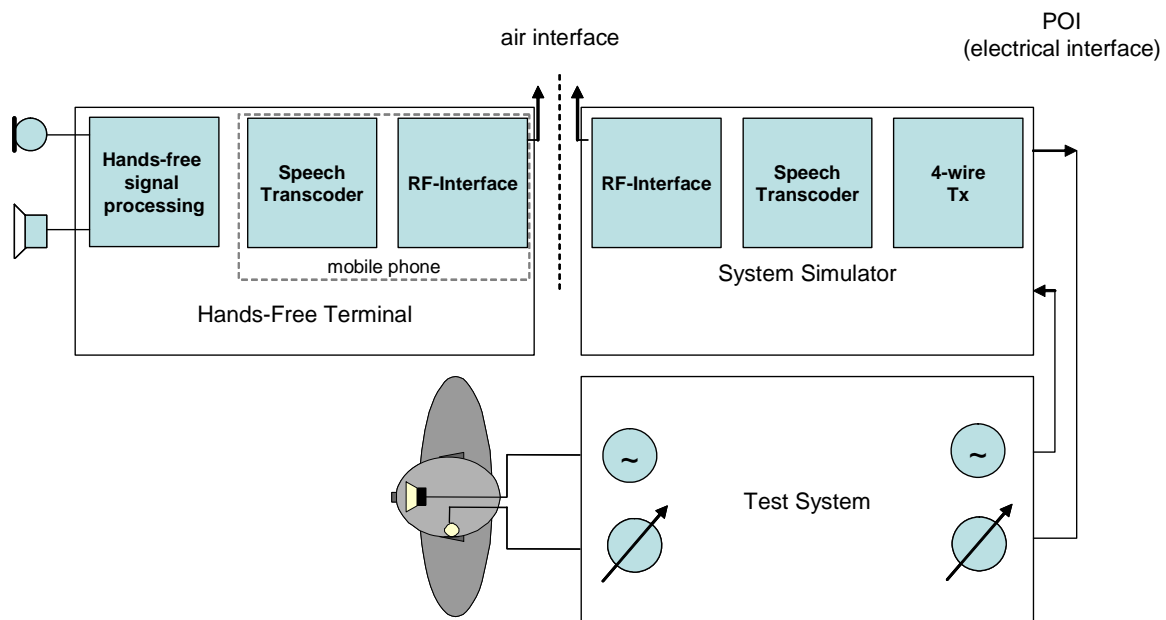 POI
(electrical interface)
air interface
Hands-free
signal
processing
Speech
Transcoder
RF-Interface
mobile phone
Hands-Free Terminal
RF-Interface
Speech
Transcoder
4-wire
Tx
System Simulator
~
~
Test System